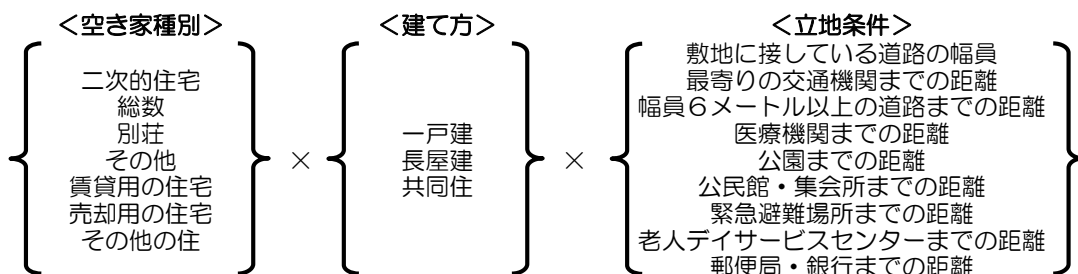 ＜空き家種別＞
二次的住宅
総数
別荘
その他
賃貸用の住宅
売却用の住宅
その他の住
×
＜建て方＞
一戸建
長屋建
共同住
×
＜立地条件＞
敷地に接している道路の幅員
最寄りの交通機関までの距離
幅員６メートル以上の道路までの距離
医療機関までの距離
公園までの距離
公民館・集会所までの距離
緊急避難場所までの距離
老人デイサービスセンターまでの距離
郵便局・銀行までの距離